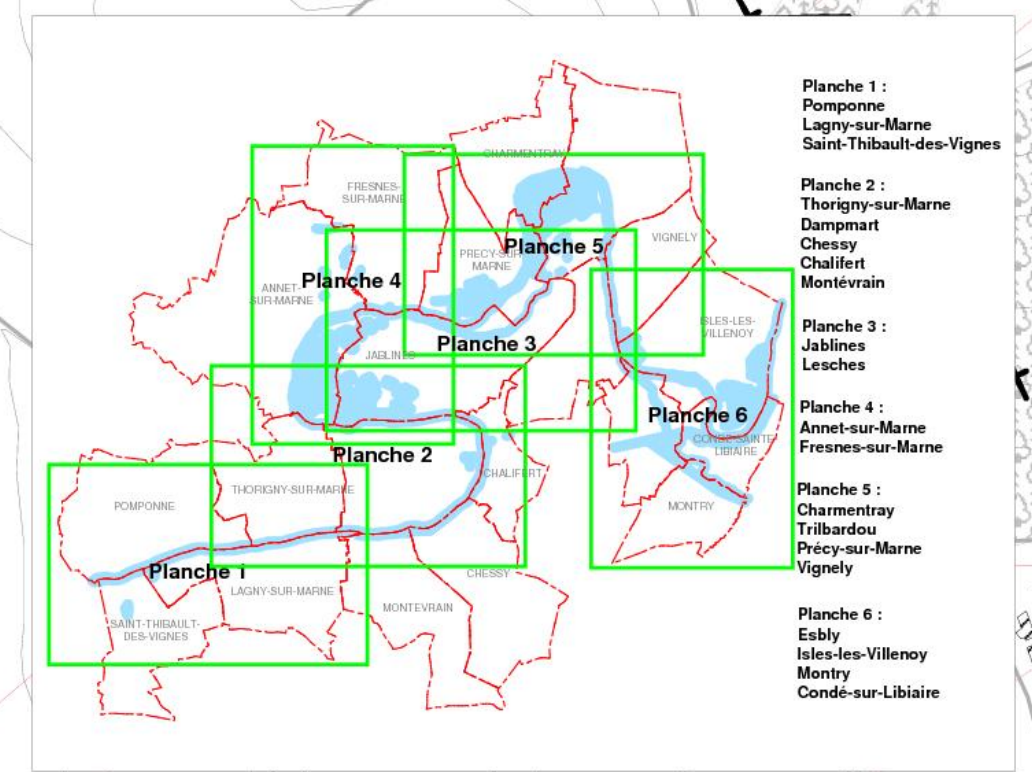 CHARMENTRAY
FRESNES-
SUR-MARNE
VIGNELY
PRECY-SUR-
MARNE
Planche 5
Planche 4
ANNET-
SUR-MARNE
ISLES-LES-
VILLENOY
Planche 3
JABLINES
Planche 6
CONDE-SAINTE
LIBIAIRE
Planche 2
CHALIFERT
THORIGNY-SUR-MARNE
POMPONNE
MONTRY
Planche 1
CHESSY
LAGNY-SUR-MARNE
MONTEVRAIN
SAINT-THIBAULT-
DES-VIGNES
Planche 1 :
Pomponne
Lagny-sur-Marne
Saint-Thibault-des-Vignes
Planche 2 :
Thorigny-sur-Marne
Dampmart
Chessy
Chalifert
Montévrain
Planche 3 :
Jablines
Lesches
Planche 4 :
Annet-sur-Marne
Fresnes-sur-Marne
Planche 5 :
Charmentray
Trilbardou
Précy-sur-Marne
Vignely
Planche 6 :
Esbly
Isles-les-Villenoy
Montry
Condé-sur-Libiaire